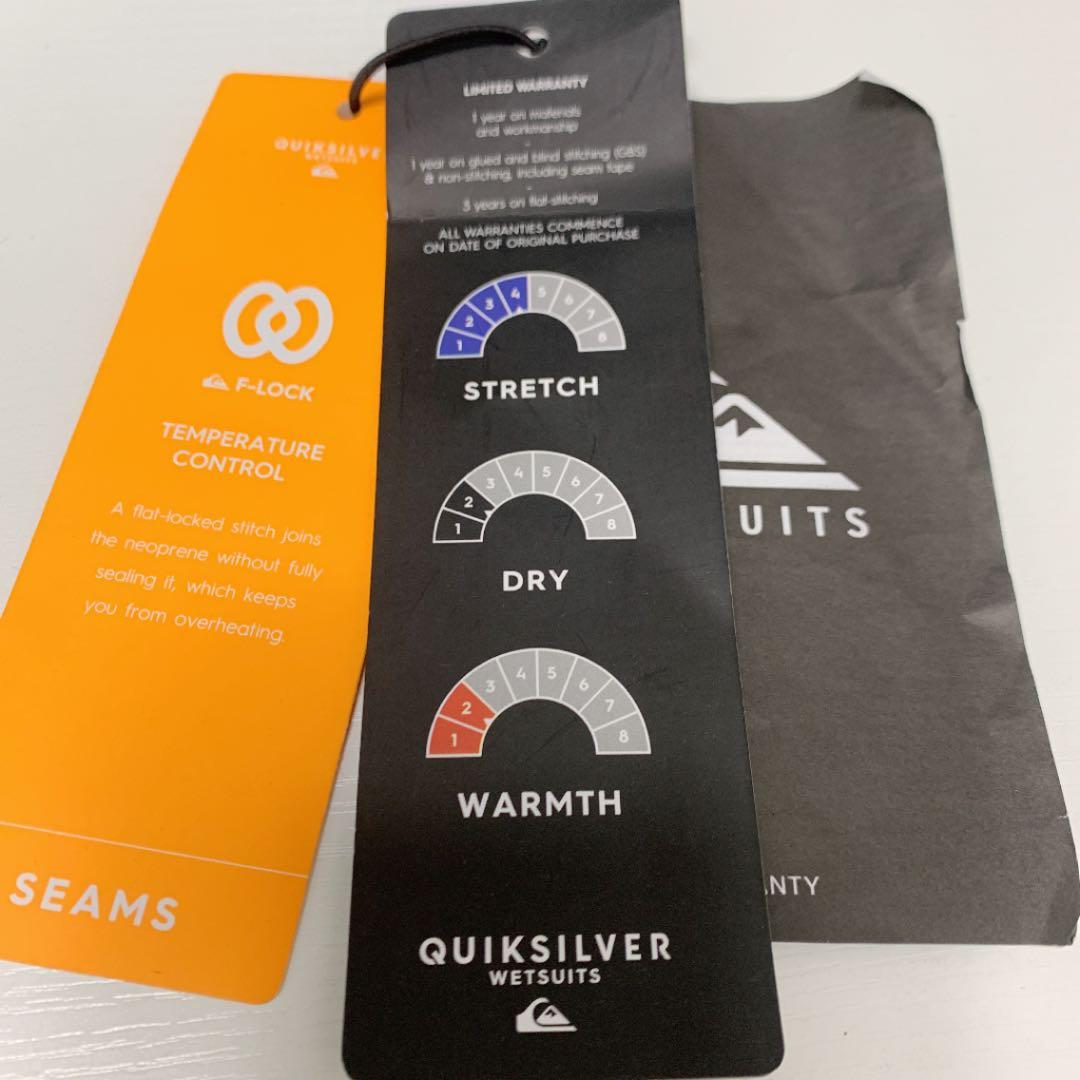 QUIKSILVE
WETSUITS
F-LOCK
TEMPERATURE
CONTROL
A flat-locked stitch joins
the neoprene without fully
sealing it, which keeps
you from overheating.
SEAMS
LIMITED WARRANTY
1 year on materials
and workmanship
-
1 year on glued and blind stitching (GBS)
& non-stitching, including seam tape
-
3 years on flat-stitching
ALL WARRANTIES COMMENCE
ON DATE OF ORIGINAL PURCHASE
1 2 3 4 5 6 7 8
STRETCH
1 2 3 4 5 6 7 8
DRY
1 2 3 4 5 6 7 8
WARMTH
QUIKSILVER
WETSUITS
UITS
NTY